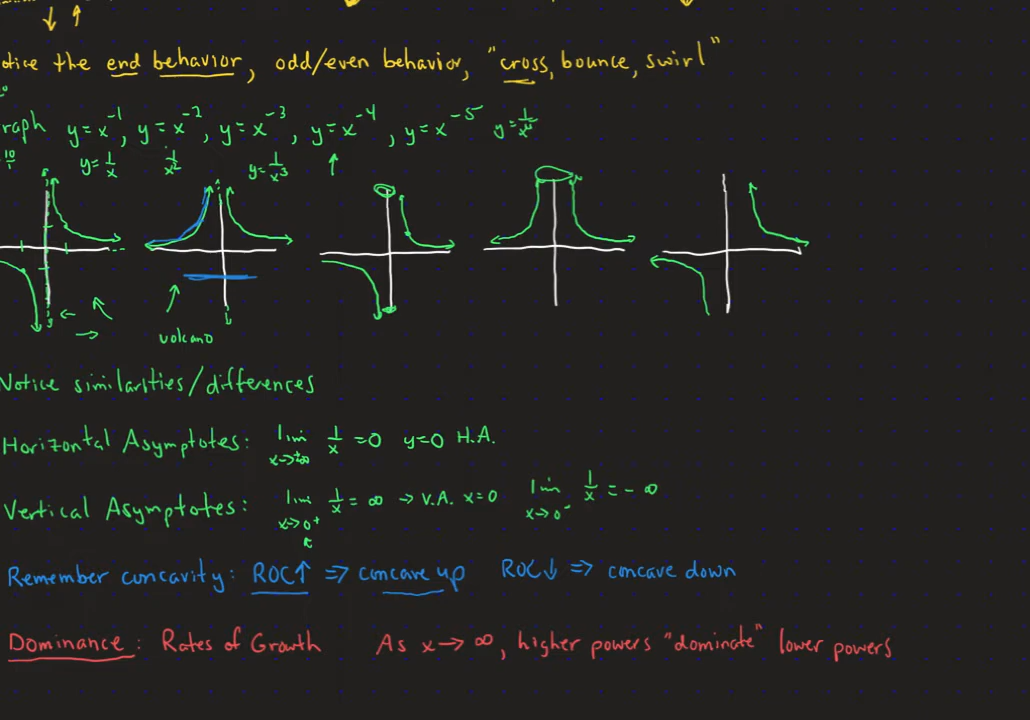 otice the end behavior, odd/even behavior, "cross, bounce, swirl"
raph y = x^-1, y = x^-2, y = x^-3, y = x^-4, y = x^-5 y = 1/x^4
10/1 y = 1/x 1/x^2 y = 1/x^3
volcano
Notice similarities/differences
Horizontal Asymptotes: lim x→±∞ 1/x = 0 y=0 H.A.
Vertical Asymptotes: lim x→0^+ 1/x = ∞ → V.A. x=0 lim x→0^- 1/x = -∞
Remember concavity: ROC↑ => concave up ROC↓ => concave down
Dominance: Rates of Growth As x→∞, higher powers "dominate" lower powers